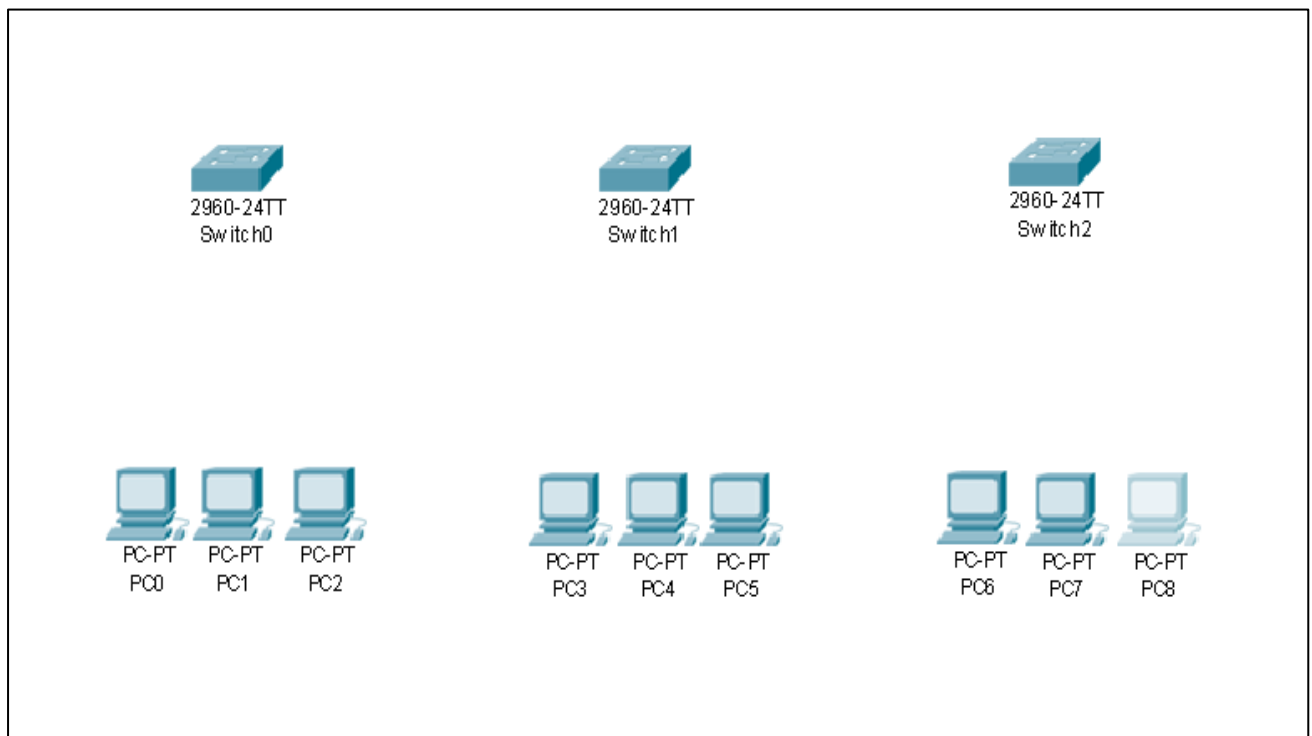 2960-24TT
Switch0
2960-24TT
Switch1
2960-24TT
Switch2
PC-PT
PC0
PC-PT
PC1
PC-PT
PC2
PC-PT
PC3
PC-PT
PC4
PC-PT
PC5
PC-PT
PC6
PC-PT
PC7
PC-PT
PC8